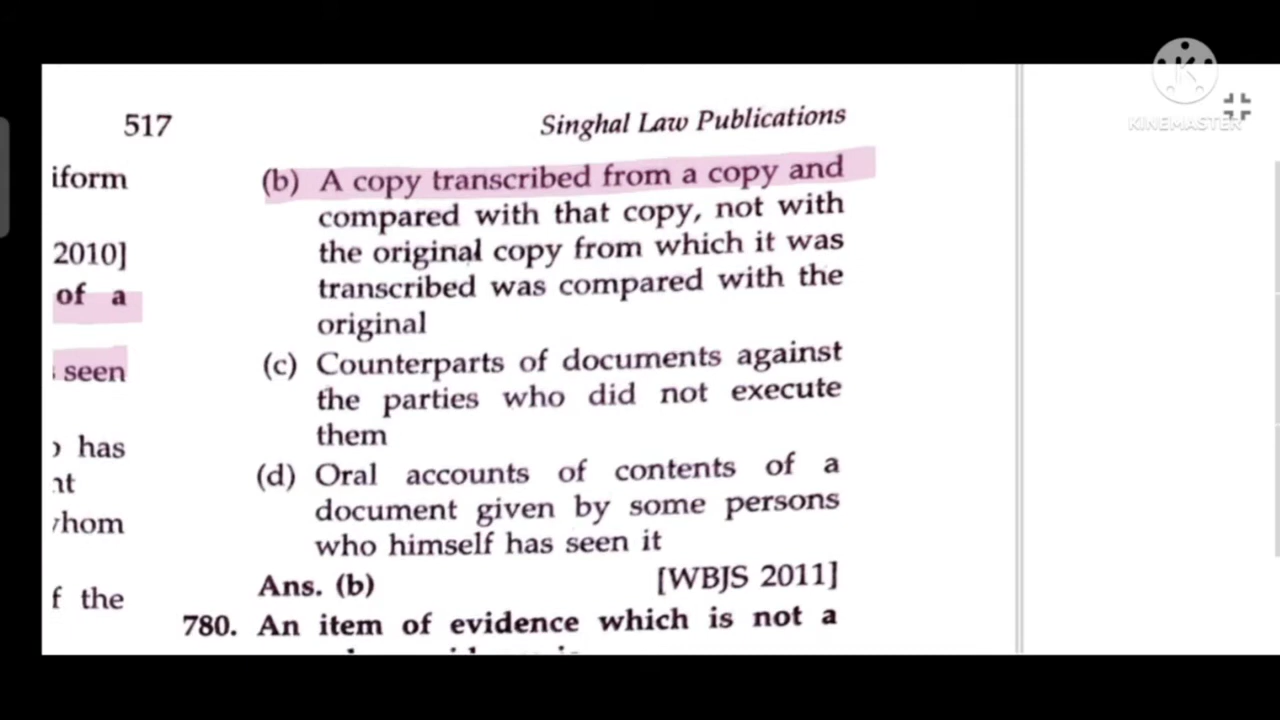 517 Singhal Law Publications
iform
2010]
of a
seen
has
nt
whom
f the
(b) A copy transcribed from a copy and
compared with that copy, not with
the original copy from which it was
transcribed was compared with the
original
(c) Counterparts of documents against
the parties who did not execute
them
(d) Oral accounts of contents of a
document given by some persons
who himself has seen it
Ans. (b) [WBJS 2011]
780. An item of evidence which is not a
KINEMASTER